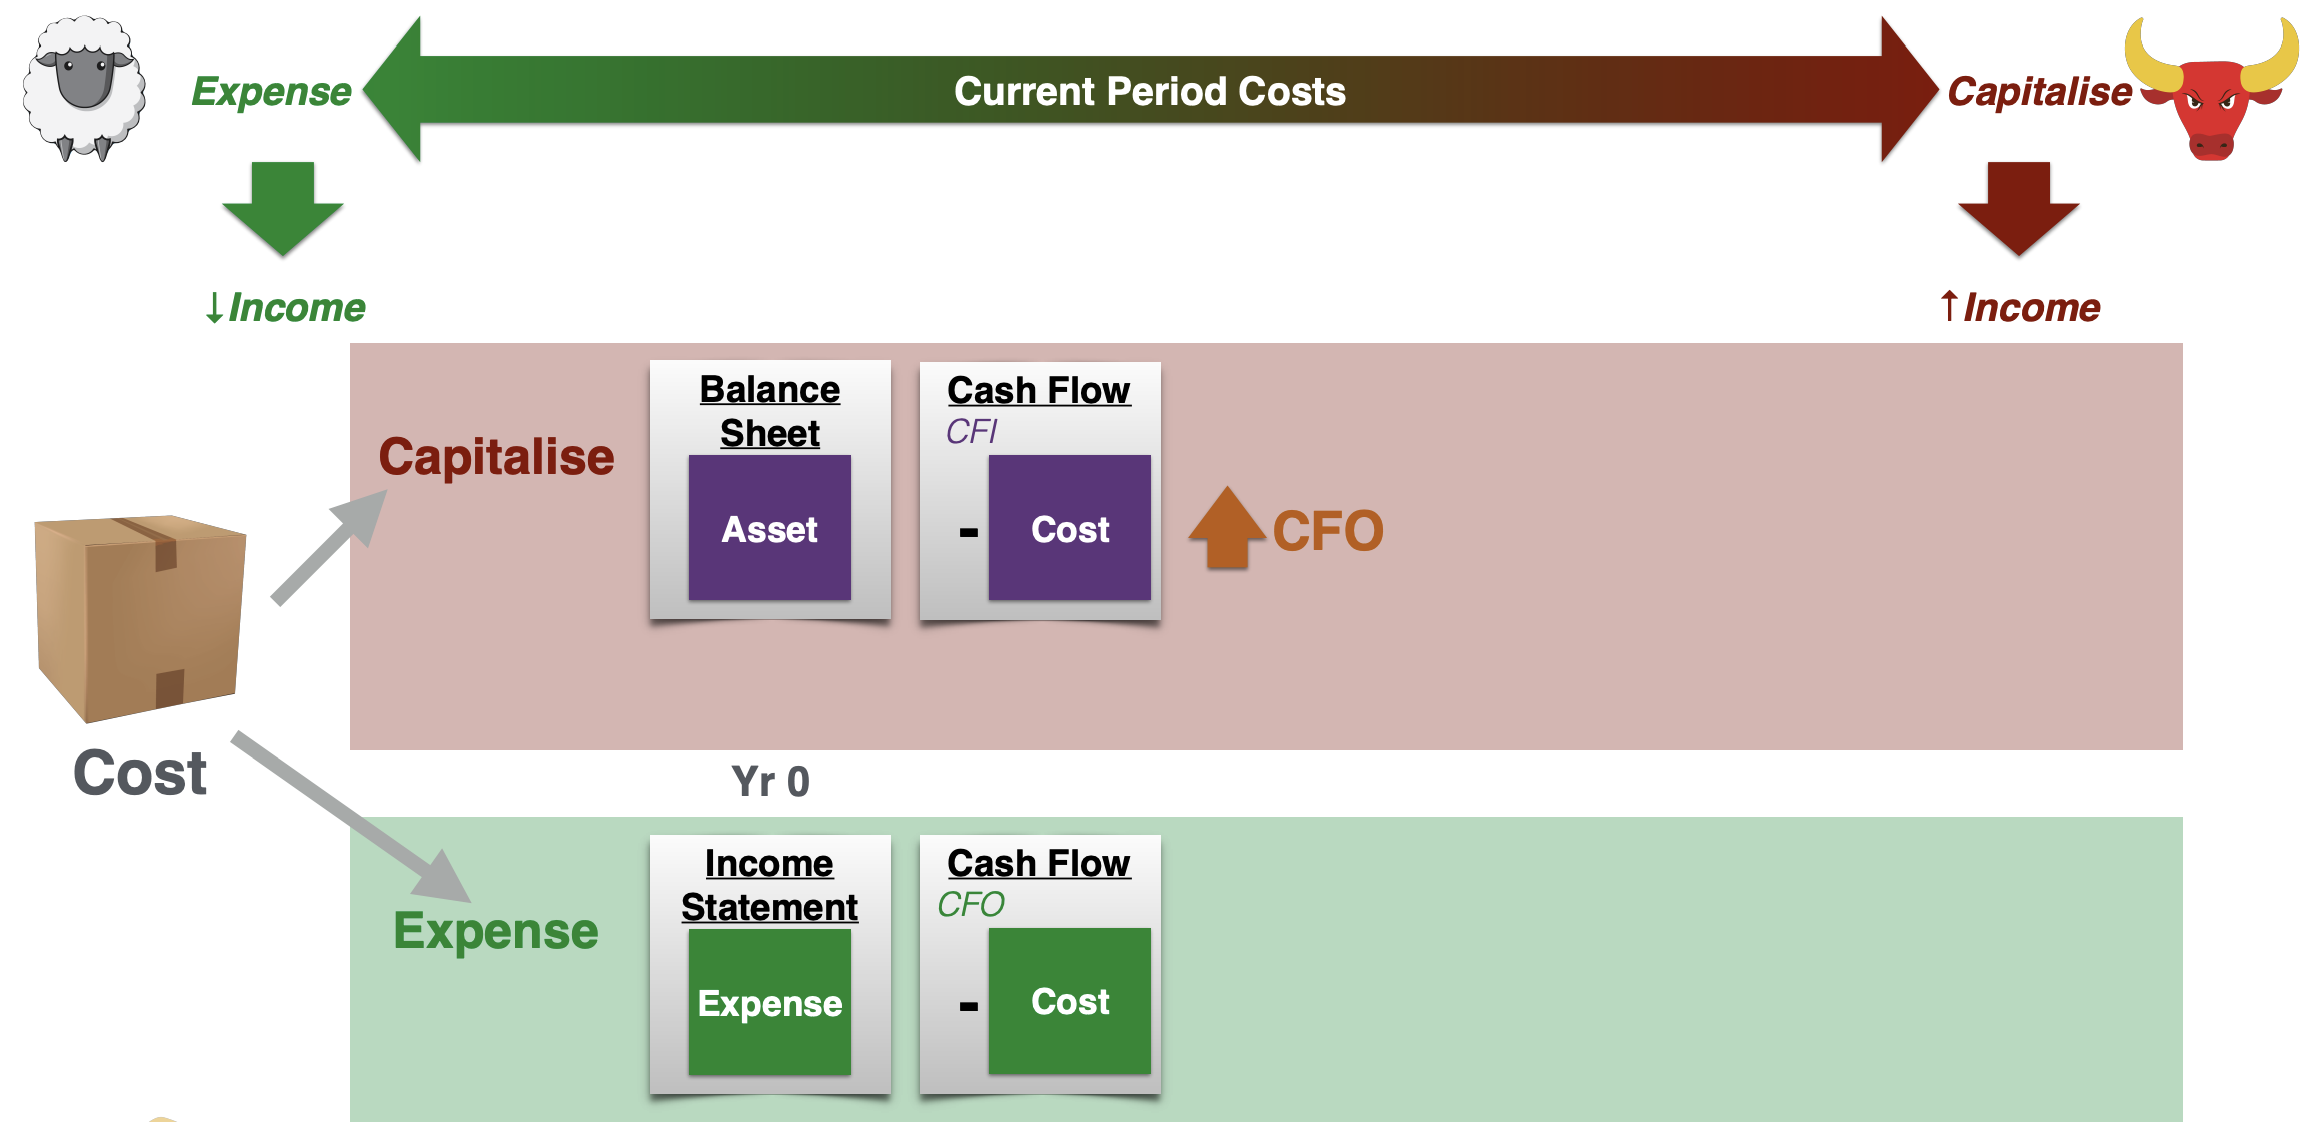 Expense
Current Period Costs
Capitalise
↓Income
↑Income
Balance
Sheet
Cash Flow
CFI
Capitalise
Asset
- Cost
CFO
Cost
Yr 0
Income
Statement
Cash Flow
CFO
Expense
Expense
- Cost